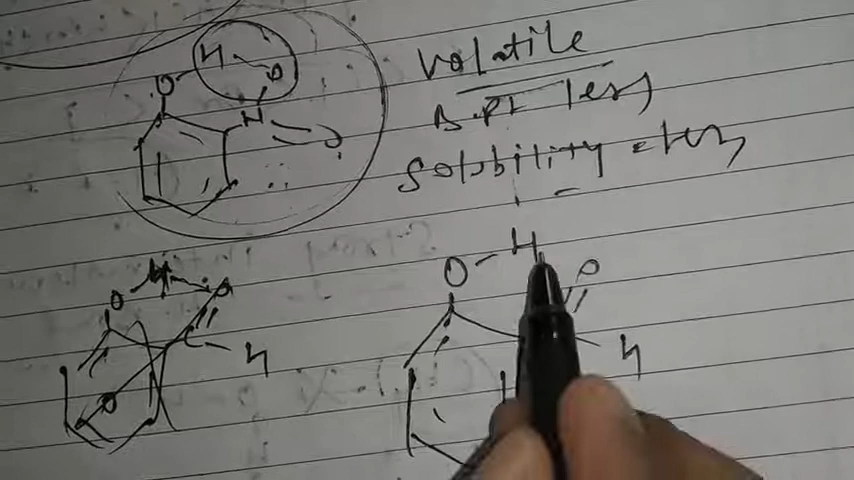 Volatile
B.pt less
Solubility = less
H
O
O
N
O
O H O
C H
O - H
O
H